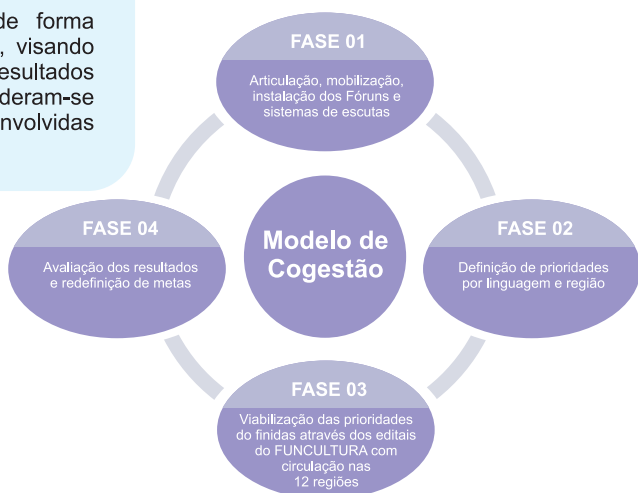 de forma
, visando
esultados
deram-se
envolvidas
FASE 01
Articulação, mobilização,
instalação dos Fóruns e
sistemas de escutas
FASE 02
Definição de prioridades
por linguagem e região
FASE 03
Viabilização das prioridades
do finidas através dos editais
do FUNCULTURA com
circulação nas
12 regiões
FASE 04
Avaliação dos resultados
e redefinição de metas
Modelo de
Cogestão